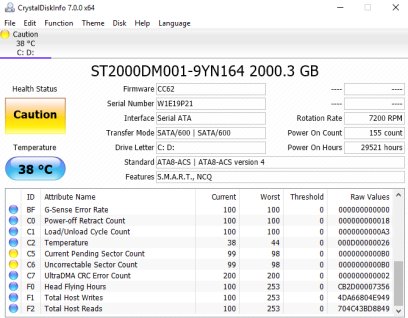 CrystalDiskInfo 7.0.0 x64
File Edit Function Theme Disk Help Language
Caution
38 °C
C: D:
ST2000DM001-9YN164 2000.3 GB
Health Status
Caution
Temperature
38 °C
Firmware CC62 ---- ----
Serial Number W1E19P21 ---- ----
Interface Serial ATA Rotation Rate 7200 RPM
Transfer Mode SATA/600 | SATA/600 Power On Count 155 count
Drive Letter C: D: Power On Hours 29521 hours
Standard ATA8-ACS | ATA8-ACS version 4
Features S.M.A.R.T., NCQ
ID Attribute Name Current Worst Threshold Raw Values
BF G-Sense Error Rate 100 100 0 000000000000
C0 Power-off Retract Count 100 100 0 000000000018
C1 Load/Unload Cycle Count 100 100 0 0000000000A3
C2 Temperature 38 44 0 000D00000026
C5 Current Pending Sector Count 99 98 0 0000000000B0
C6 Uncorrectable Sector Count 99 98 0 0000000000B0
C7 UltraDMA CRC Error Count 200 200 0 000000000002
F0 Head Flying Hours 100 253 0 CB2D00007356
F1 Total Host Writes 100 253 0 4DA66804E949
F2 Total Host Reads 100 253 0 704C43BD8849